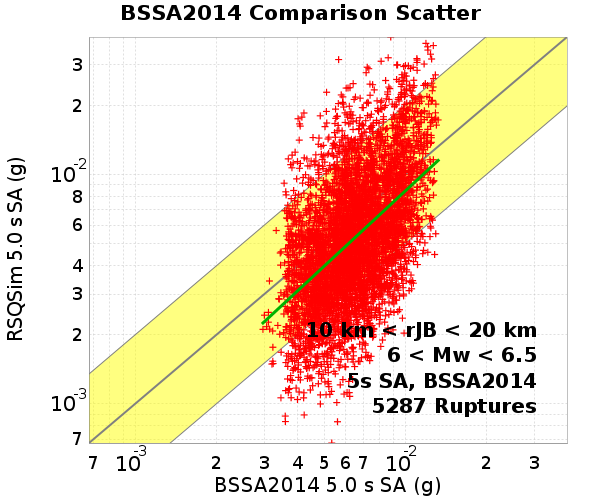 BSSA2014 Comparison Scatter
RSQSim 5.0 s SA (g)
3
2
10-2
8
6
4
3
2
10-3
7
10 km < rJB < 20 km
6 < Mw < 6.5
5s SA, BSSA2014
5287 Ruptures
7 10-3 2 3 4 5 6 7 10-2 2 3
BSSA2014 5.0 s SA (g)